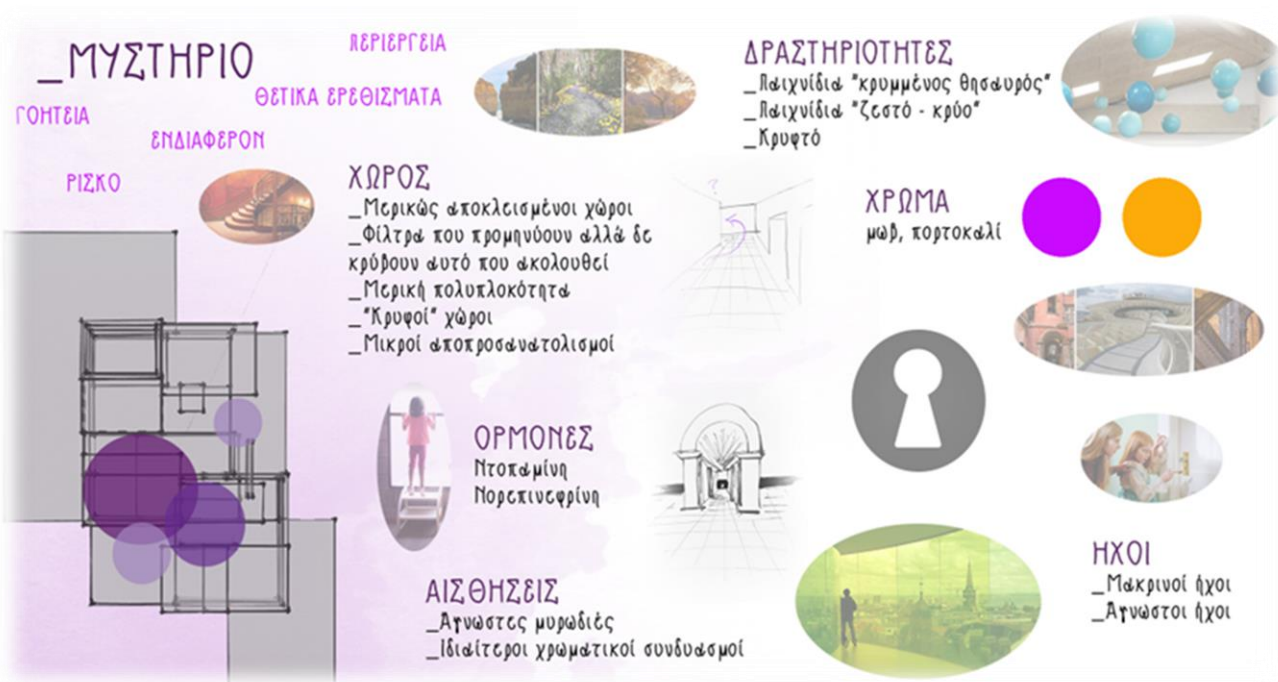 _ΜΥΣΤΗΡΙΟ
ΠΕΡΙΕΡΓΕΙΑ
ΘΕΤΙΚΑ ΕΡΕΘΙΣΜΑΤΑ
ΓΟΗΤΕΙΑ
ΕΝΔΙΑΦΕΡΟΝ
ΡΙΣΚΟ
ΧΩΡΟΣ
_Μερικώς αποκλεισμένοι χώροι
_Φίλτρα που προμηνύουν αλλά δε
κρύβουν αυτό που ακολουθεί
_Μερική πολυπλοκότητα
_"Κρυφοί" χώροι
_Μικροί αποπροσανατολισμοί
ΟΡΜΟΝΕΣ
Ντοπαμίνη
Νορεπινεφρίνη
ΑΙΣΘΗΣΕΙΣ
_Άγνωστες μυρωδιές
_Ιδιαίτεροι χρωματικοί συνδυασμοί
ΔΡΑΣΤΗΡΙΟΤΗΤΕΣ
_Παιχνίδια "κρυμμένος θησαυρός"
_Παιχνίδια "ζεστό - κρύο"
_Κρυφτό
ΧΡΩΜΑ
μωβ, πορτοκαλί
ΗΧΟΙ
_Μακρινοί ήχοι
_Άγνωστοι ήχοι